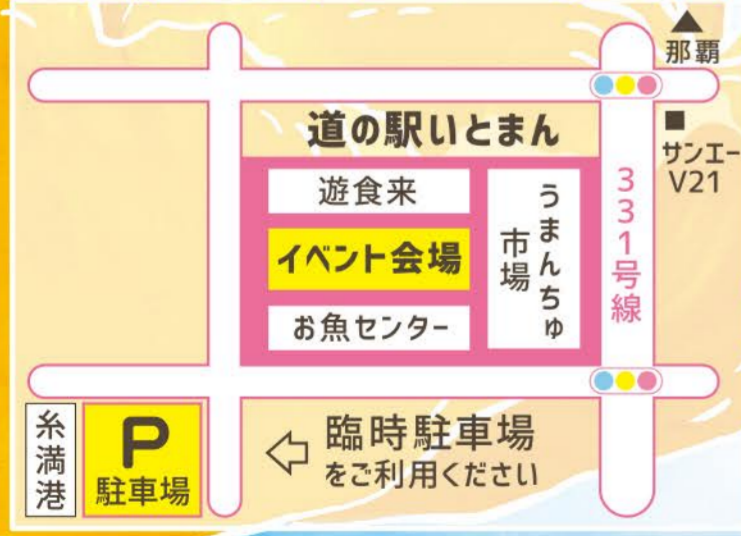 ▲
那覇
道の駅いとまん
■
サンエー
V21
遊食来
イベント会場
お魚センター
うまんちゅ
市場
331号線
糸満港
P
駐車場
臨時駐車場
をご利用ください